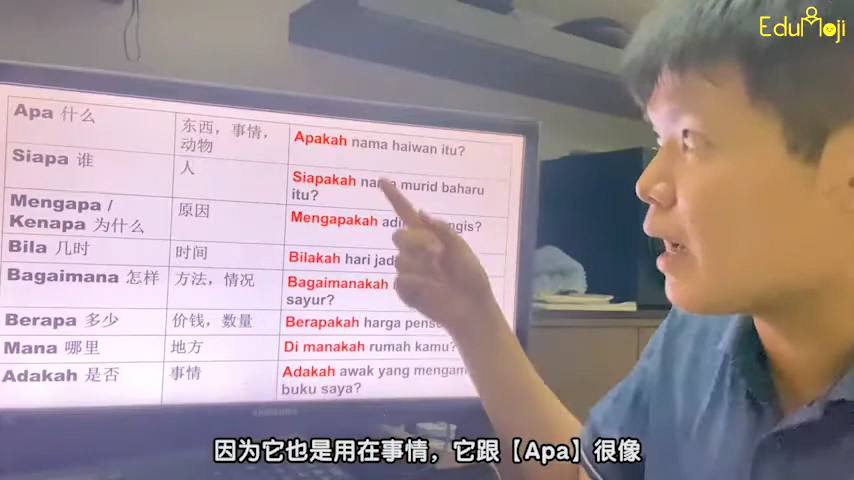 EduMoji
Apa 什么
东西，事情，
动物
Apakah nama haiwan itu?
Siapa 谁
人
Siapakah nama murid baharu
itu?
Mengapa /
Kenapa 为什么
原因
Mengapakah
Bila 几时
时间
Bilakah hari
Bagaimana 怎样
方法，情况
Bagaimanakah
sayur?
Berapa 多少
价钱，数量
Berapakah harga
Mana 哪里
地方
Di manakah rumah kamu?
Adakah 是否
事情
Adakah awak yang
buku saya?
SAMSUNG
因为它也是用在事情，它跟【Apa】很像